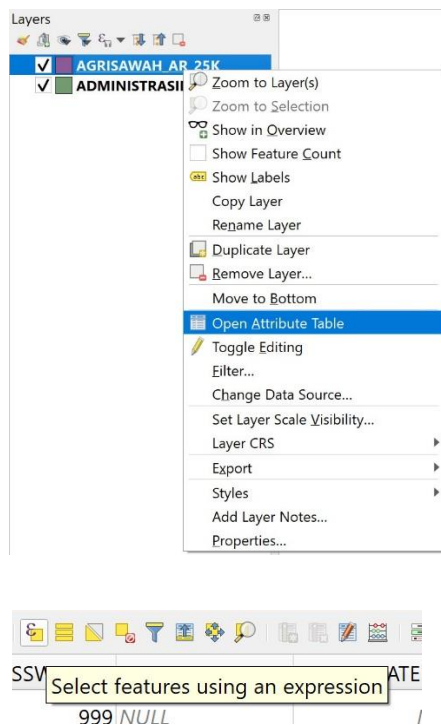 Layers
AGRISAWAH_AR_25K
Zoom to Layer(s)
Zoom to Selection
Show in Overview
Show Feature Count
abc Show Labels
Copy Layer
Rename Layer
Duplicate Layer
Remove Layer...
Move to Bottom
Open Attribute Table
Toggle Editing
Filter...
Change Data Source...
Set Layer Scale Visibility...
Layer CRS
Export
Styles
Add Layer Notes...
Properties...
Select features using an expression
999 NULL